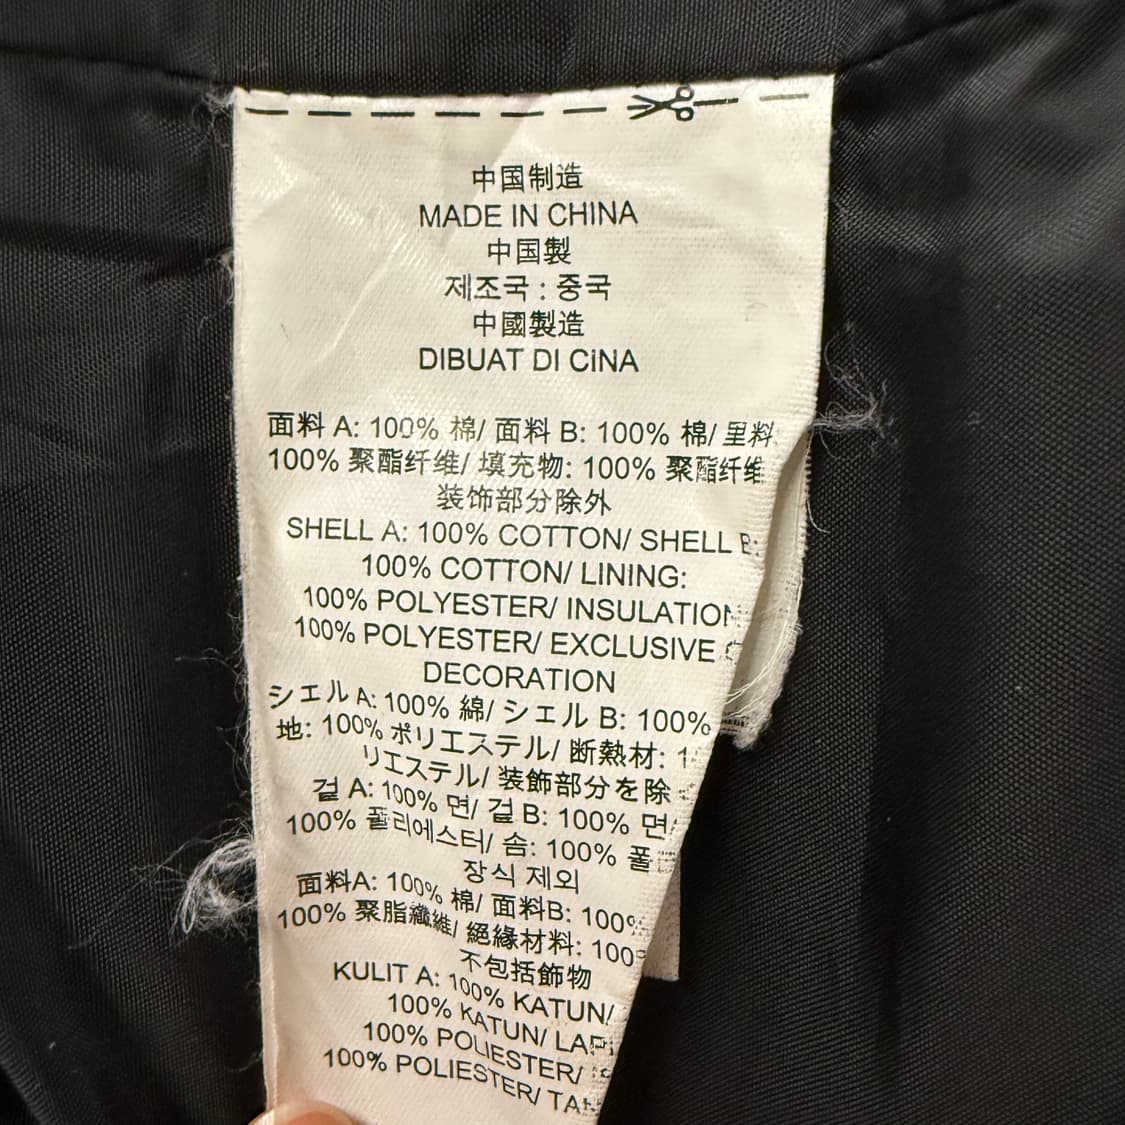 中国制造
MADE IN CHINA
中国製
제조국 : 중국
中國製造
DIBUAT DI CiNA
面料 A: 100% 棉/ 面料 B: 100% 棉/ 里料
100% 聚酯纤维/ 填充物: 100% 聚酯纤维
装饰部分除外
SHELL A: 100% COTTON/ SHELL B:
100% COTTON/ LINING:
100% POLYESTER/ INSULATION:
100% POLYESTER/ EXCLUSIVE
DECORATION
シェル A: 100% 綿/ シェル B: 100%
地: 100% ポリエステル/ 断熱材:
リエステル/ 装飾部分を除
겉 A: 100% 면/ 겉 B: 100% 면/
100% 폴리에스터/ 솜: 100%
장식 제외
面料A: 100% 棉/ 面料B: 100%
100% 聚脂纖維/ 絕緣材料: 100%
不包括飾物
KULIT A: 100% KATUN/
100% KATUN/
100% POLIESTER/
100% POLIESTER/